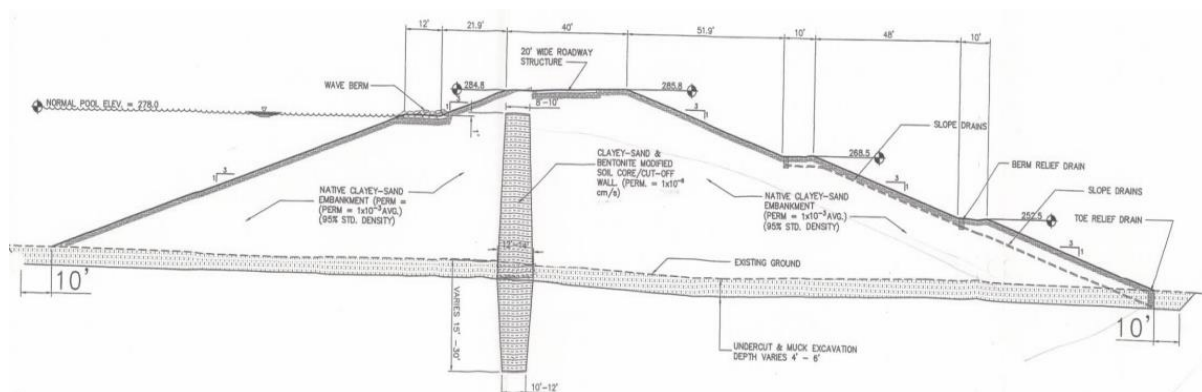 12'
21.9'
40'
51.9'
10'
48'
10'
20' WIDE ROADWAY
STRUCTURE
WAVE BERM
284.8
285.8
NORMAL POOL ELEV. = 278.0
8'-10'
3
1
SLOPE DRAINS
CLAYEY-SAND &
BENTONITE MODIFIED
SOIL CORE/CUT-OFF
WALL (PERM. = 1x10
cm/s)
268.5
BERM RELIEF DRAIN
3
1
3
1
NATIVE CLAYEY-SAND
EMBANKMENT (PERM =
(PERM = 1x10⁻³AVG.)
(95% STD. DENSITY)
NATIVE CLAYEY-SAND
EMBANKMENT
(PERM = 1x10⁻³AVG.)
(95% STD. DENSITY)
SLOPE DRAINS
252.5
TOE RELIEF DRAIN
3
1
12'-14'
EXISTING GROUND
10'
VARIES 15' -30'
10'
UNDERCUT & MUCK EXCAVATION
DEPTH VARIES 4' - 6'
10'-12'